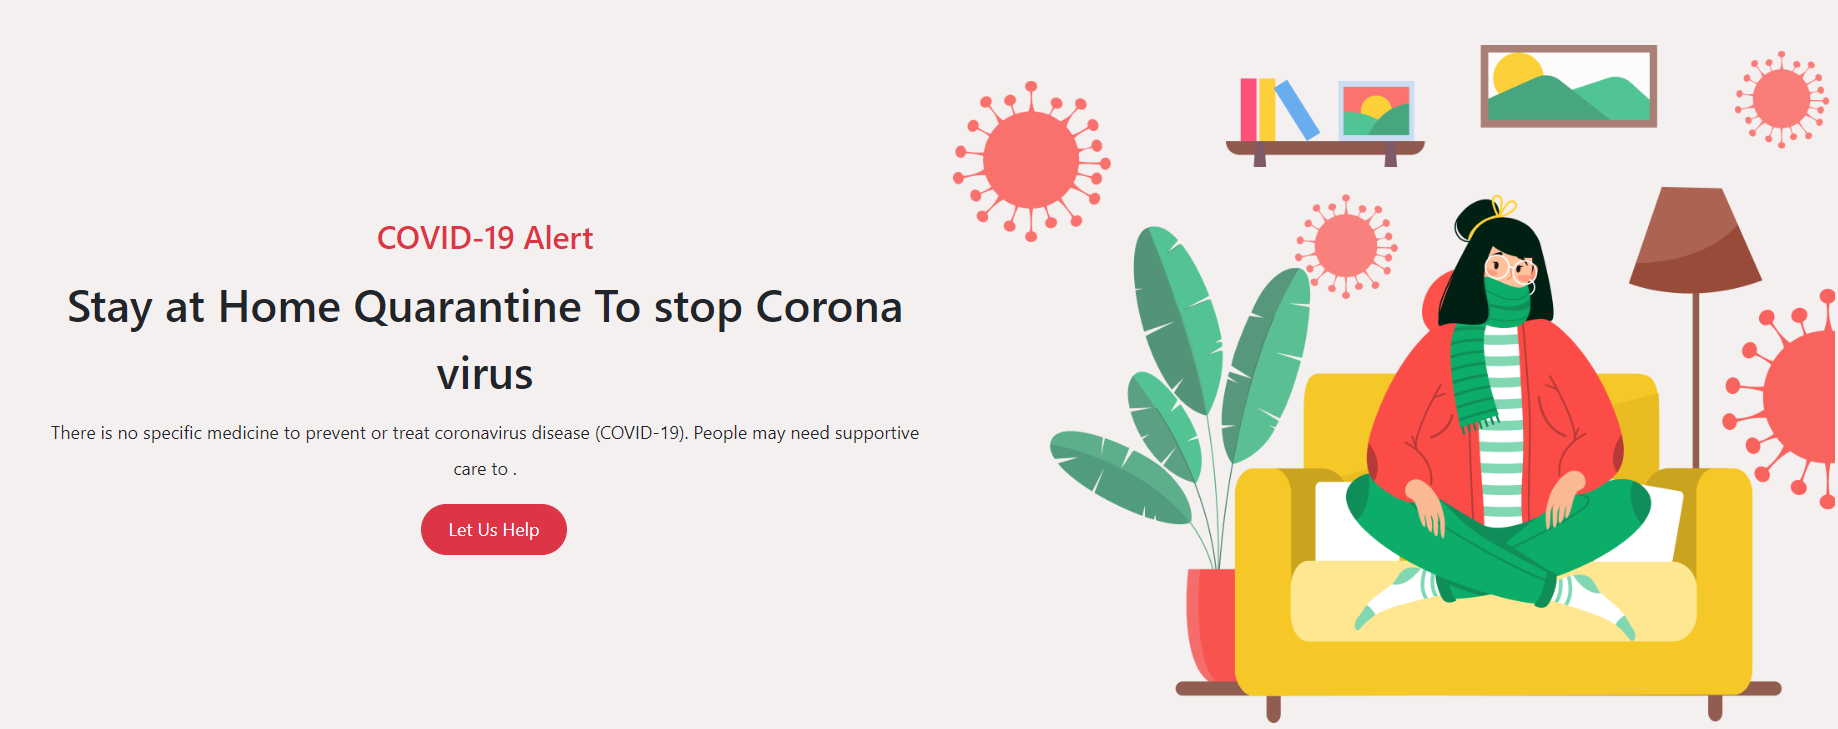 COVID-19 Alert
Stay at Home Quarantine To stop Corona
virus
There is no specific medicine to prevent or treat coronavirus disease (COVID-19). People may need supportive
care to .
Let Us Help